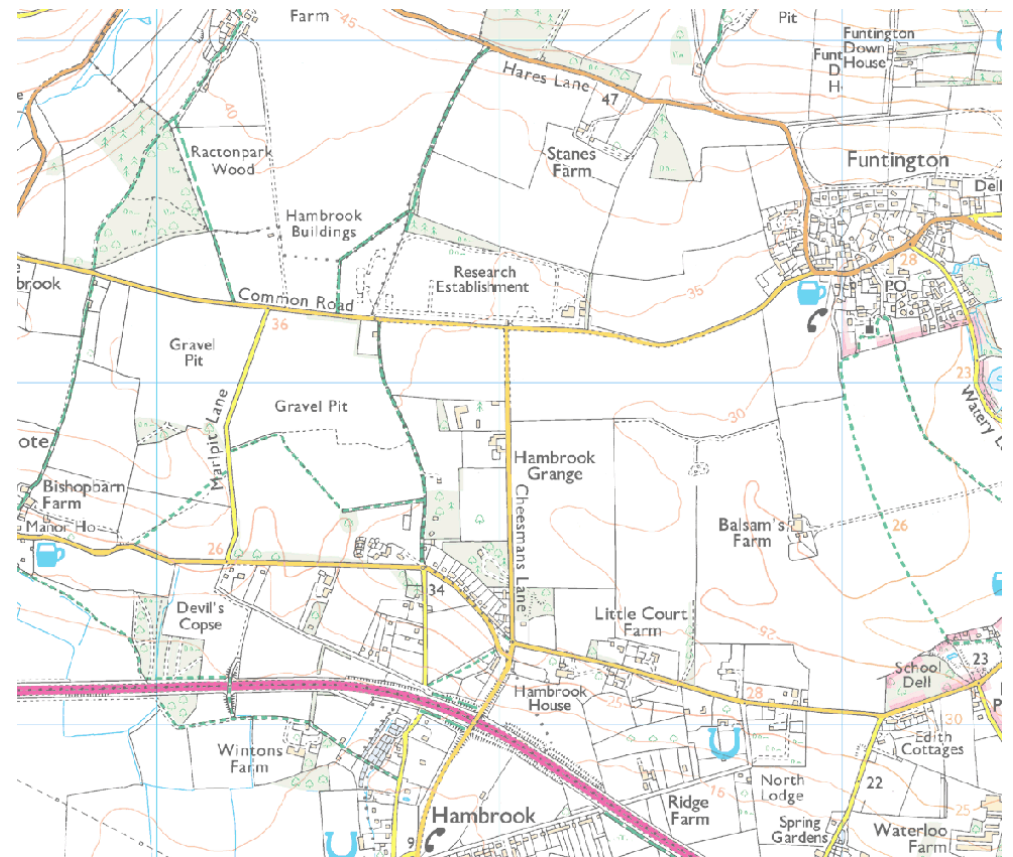 Farm
45
Pit
Funtington
Down
House
Funt
D
H
Hares Lane
47
40
Ractonpark
Wood
Stanes
Farm
Funtington
Dell
Hambrook
Buildings
Research
Establishment
28
brook
Common Road
35
PO
36
Gravel
Pit
23
Marlpit Lane
Gravel Pit
30
Watery L
ote
Hambrook
Grange
Bishopbarn
Farm
Manor Ho
Cheesmans Lane
Balsam's
Farm
26
26
34
Devil's
Copse
Little Court
Farm
25
School
Dell
23
Hambrook
House
25
28
30
P
Edith
Cottages
Wintons
Farm
16
North
Lodge
22
Ridge
Farm
25
Hambrook
Spring
Gardens
Waterloo
Farm
9